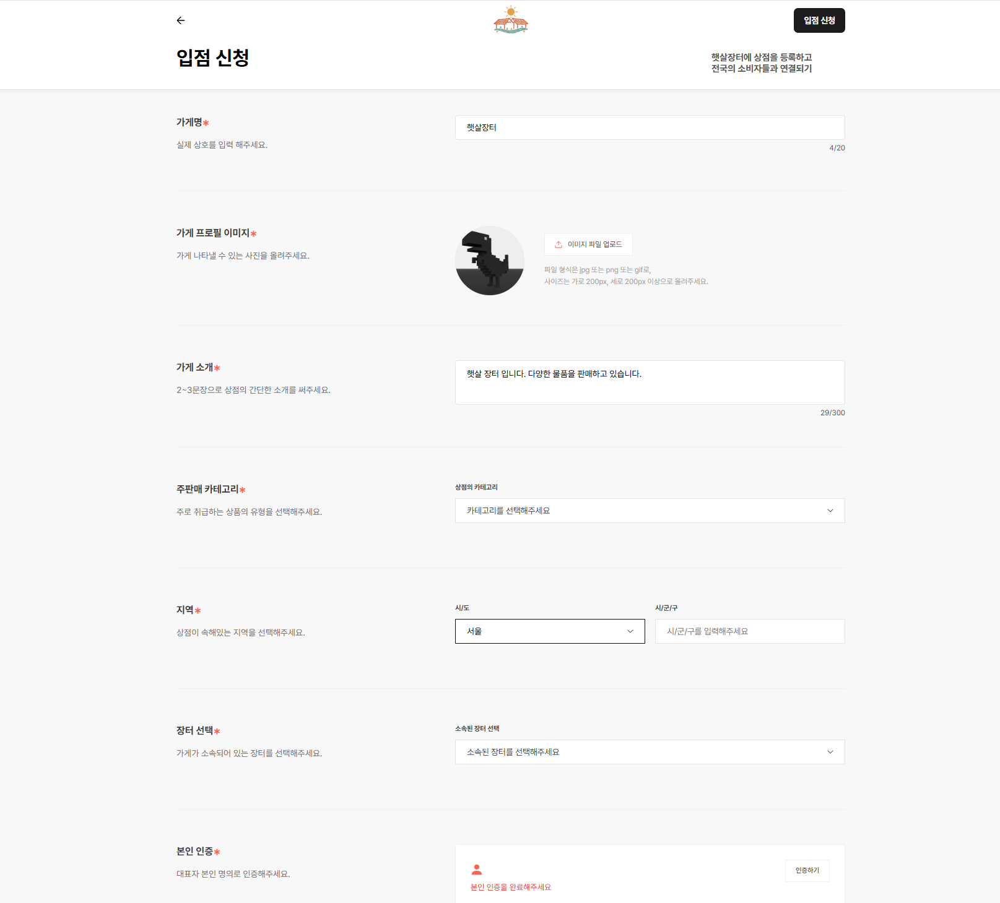 입점 신청
입점 신청
햇살장터에 상점을 등록하고
전국의 소비자들과 연결되기
가게명*
실제 상호를 입력 해주세요.
햇살장터
4/20
가게 프로필 이미지*
가게 나타낼 수 있는 사진을 올려주세요.
이미지 파일 업로드
파일 형식은 jpg 또는 png 또는 gif로,
사이즈는 가로 200px, 세로 200px 이상으로 올려주세요.
가게 소개*
2~3문장으로 상점의 간단한 소개를 써주세요.
햇살 장터 입니다. 다양한 물품을 판매하고 있습니다.
29/300
주판매 카테고리*
주로 취급하는 상품의 유형을 선택해주세요.
상점의 카테고리
카테고리를 선택해주세요
지역*
상점이 속해있는 지역을 선택해주세요.
시/도
서울
시/군/구
시/군/구를 입력해주세요
장터 선택*
가게가 소속되어 있는 장터를 선택해주세요.
소속된 장터 선택
소속된 장터를 선택해주세요
본인 인증*
대표자 본인 명의로 인증해주세요.
인증하기
본인 인증을 완료해주세요